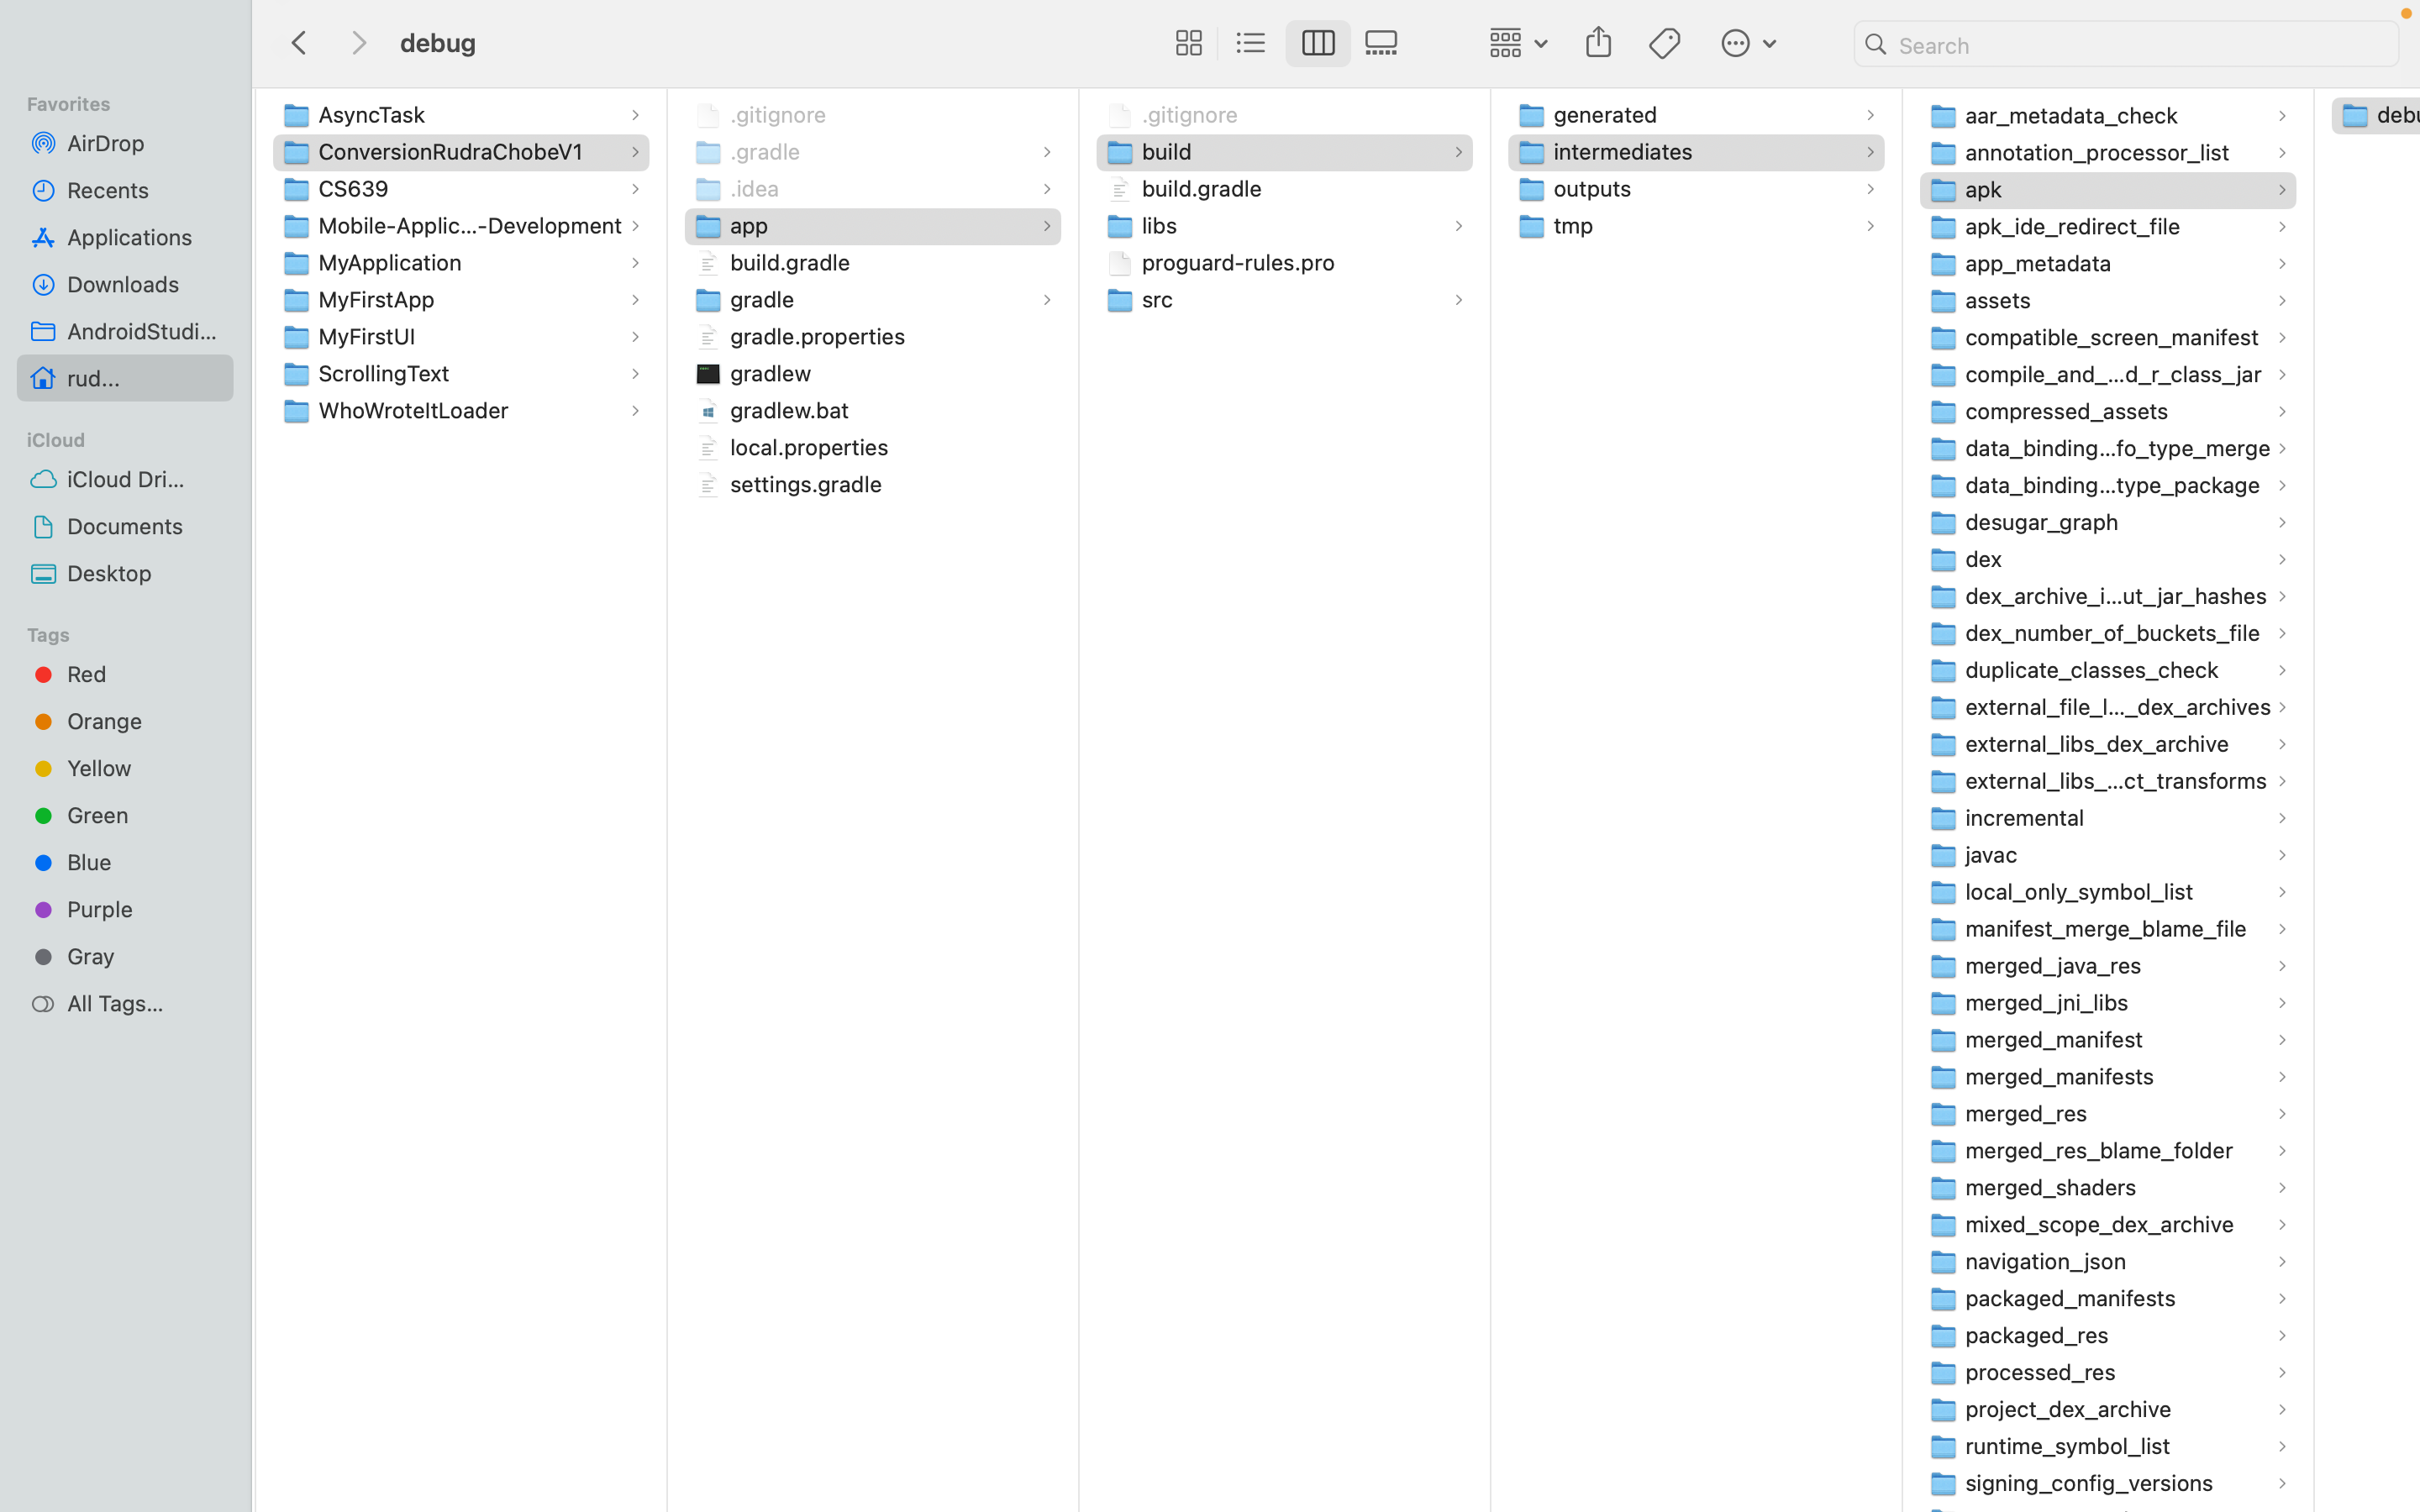 debug
Search
Favorites
AirDrop
Recents
Applications
Downloads
AndroidStudi...
rud...
iCloud
iCloud Dri...
Documents
Desktop
Tags
Red
Orange
Yellow
Green
Blue
Purple
Gray
All Tags...
AsyncTask
ConversionRudraChobeV1
CS639
Mobile-Applic...-Development
MyApplication
MyFirstApp
MyFirstUI
ScrollingText
WhoWroteItLoader
.gitignore
.gradle
.idea
app
build.gradle
gradle
gradle.properties
gradlew
gradlew.bat
local.properties
settings.gradle
.gitignore
build
build.gradle
libs
proguard-rules.pro
src
generated
intermediates
outputs
tmp
aar_metadata_check
annotation_processor_list
apk
apk_ide_redirect_file
app_metadata
assets
compatible_screen_manifest
compile_and_...d_r_class_jar
compressed_assets
data_binding...fo_type_merge
data_binding...type_package
desugar_graph
dex
dex_archive_i...ut_jar_hashes
dex_number_of_buckets_file
duplicate_classes_check
external_file_l..._dex_archives
external_libs_dex_archive
external_libs_...ct_transforms
incremental
javac
local_only_symbol_list
manifest_merge_blame_file
merged_java_res
merged_jni_libs
merged_manifest
merged_manifests
merged_res
merged_res_blame_folder
merged_shaders
mixed_scope_dex_archive
navigation_json
packaged_manifests
packaged_res
processed_res
project_dex_archive
runtime_symbol_list
signing_config_versions